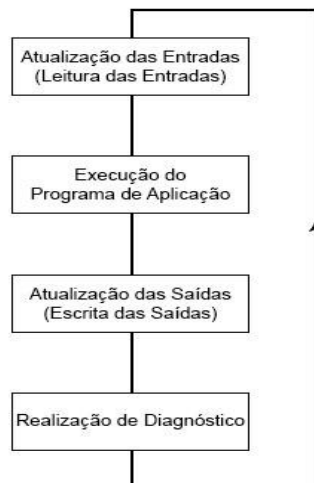 Atualização das Entradas
(Leitura das Entradas)
Execução do
Programa de Aplicação
Atualização das Saídas
(Escrita das Saídas)
Realização de Diagnóstico